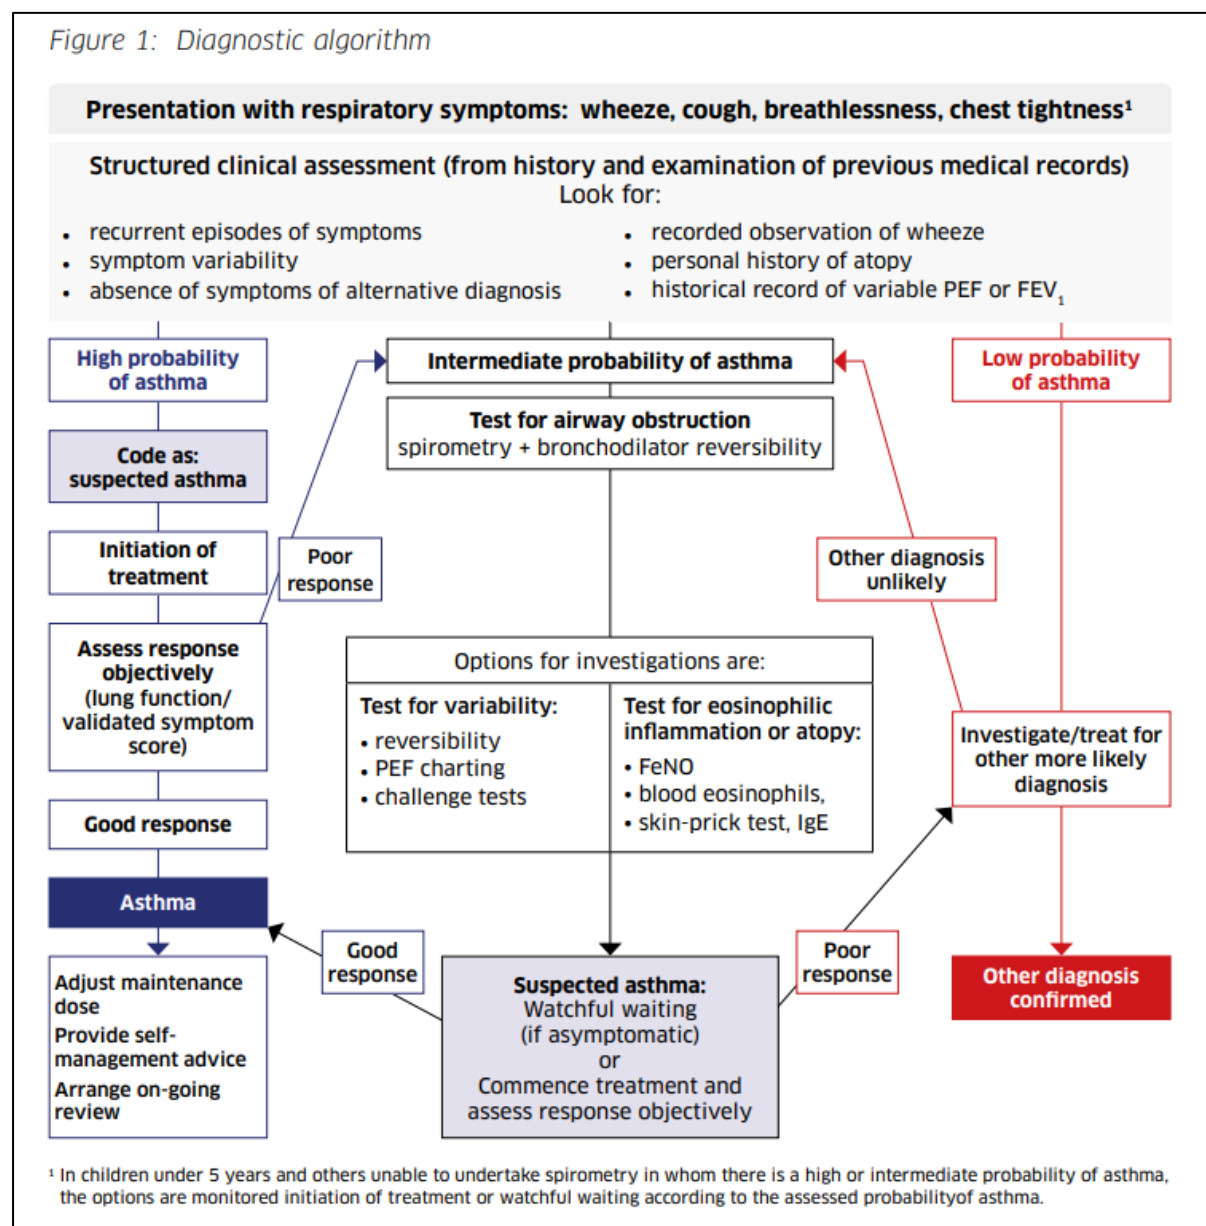 Figure 1: Diagnostic algorithm
Presentation with respiratory symptoms: wheeze, cough, breathlessness, chest tightness¹
Structured clinical assessment (from history and examination of previous medical records)
Look for:
• recurrent episodes of symptoms
• symptom variability
• absence of symptoms of alternative diagnosis
• recorded observation of wheeze
• personal history of atopy
• historical record of variable PEF or FEV₁
High probability
of asthma
Code as:
suspected asthma
Initiation of
treatment
Assess response
objectively
(lung function/
validated symptom
score)
Good response
Asthma
Adjust maintenance
dose
Provide self-
management advice
Arrange on-going
review
Poor
response
Intermediate probability of asthma
Test for airway obstruction
spirometry + bronchodilator reversibility
Options for investigations are:
Test for variability:
• reversibility
• PEF charting
• challenge tests
Test for eosinophilic
inflammation or atopy:
• FeNO
• blood eosinophils,
• skin-prick test, IgE
Good
response
Suspected asthma:
Watchful waiting
(if asymptomatic)
or
Commence treatment and
assess response objectively
Poor
response
Low probability
of asthma
Other diagnosis
unlikely
Investigate/treat for
other more likely
diagnosis
Other diagnosis
confirmed
¹ In children under 5 years and others unable to undertake spirometry in whom there is a high or intermediate probability of asthma,
the options are monitored initiation of treatment or watchful waiting according to the assessed probabilityof asthma.